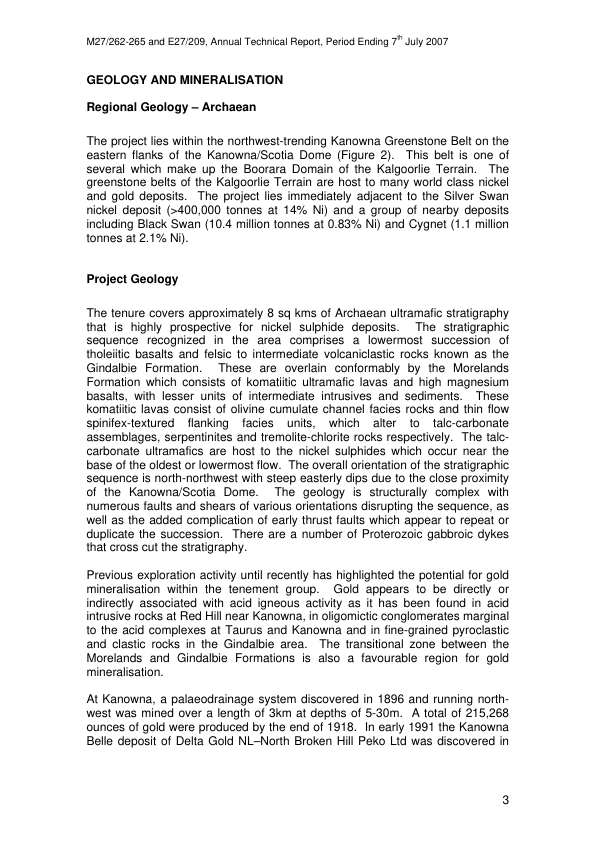 M27/262-265 and E27/209, Annual Technical Report, Period Ending 7th July 2007
GEOLOGY AND MINERALISATION
Regional Geology – Archaean
The project lies within the northwest-trending Kanowna Greenstone Belt on the
eastern flanks of the Kanowna/Scotia Dome (Figure 2). This belt is one of
several which make up the Boorara Domain of the Kalgoorlie Terrain. The
greenstone belts of the Kalgoorlie Terrain are host to many world class nickel
and gold deposits. The project lies immediately adjacent to the Silver Swan
nickel deposit (>400,000 tonnes at 14% Ni) and a group of nearby deposits
including Black Swan (10.4 million tonnes at 0.83% Ni) and Cygnet (1.1 million
tonnes at 2.1% Ni).
Project Geology
The tenure covers approximately 8 sq kms of Archaean ultramafic stratigraphy
that is highly prospective for nickel sulphide deposits. The stratigraphic
sequence recognized in the area comprises a lowermost succession of
tholeiitic basalts and felsic to intermediate volcaniclastic rocks known as the
Gindalbie Formation. These are overlain conformably by the Morelands
Formation which consists of komatiitic ultramafic lavas and high magnesium
basalts, with lesser units of intermediate intrusives and sediments. These
komatiitic lavas consist of olivine cumulate channel facies rocks and thin flow
spinifex-textured flanking facies units, which alter to talc-carbonate
assemblages, serpentinites and tremolite-chlorite rocks respectively. The talc-
carbonate ultramafics are host to the nickel sulphides which occur near the
base of the oldest or lowermost flow. The overall orientation of the stratigraphic
sequence is north-northwest with steep easterly dips due to the close proximity
of the Kanowna/Scotia Dome. The geology is structurally complex with
numerous faults and shears of various orientations disrupting the sequence, as
well as the added complication of early thrust faults which appear to repeat or
duplicate the succession. There are a number of Proterozoic gabbroic dykes
that cross cut the stratigraphy.
Previous exploration activity until recently has highlighted the potential for gold
mineralisation within the tenement group. Gold appears to be directly or
indirectly associated with acid igneous activity as it has been found in acid
intrusive rocks at Red Hill near Kanowna, in oligomictic conglomerates marginal
to the acid complexes at Taurus and Kanowna and in fine-grained pyroclastic
and clastic rocks in the Gindalbie area. The transitional zone between the
Morelands and Gindalbie Formations is also a favourable region for gold
mineralisation.
At Kanowna, a palaeodrainage system discovered in 1896 and running north-
west was mined over a length of 3km at depths of 5-30m. A total of 215,268
ounces of gold were produced by the end of 1918. In early 1991 the Kanowna
Belle deposit of Delta Gold NL–North Broken Hill Peko Ltd was discovered in
3